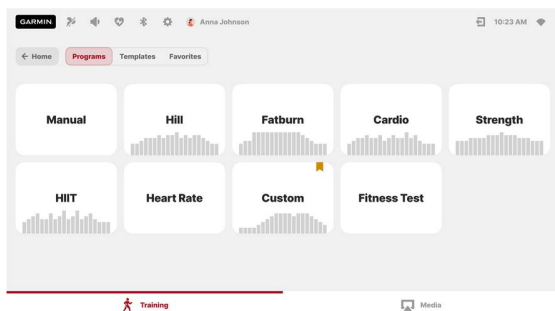 GARMIN
Anna Johnson
10:23 AM
← Home
Programs
Templates
Favorites
Manual
Hill
Fatburn
Cardio
Strength
HIIT
Heart Rate
Custom
Fitness Test
Training
Media